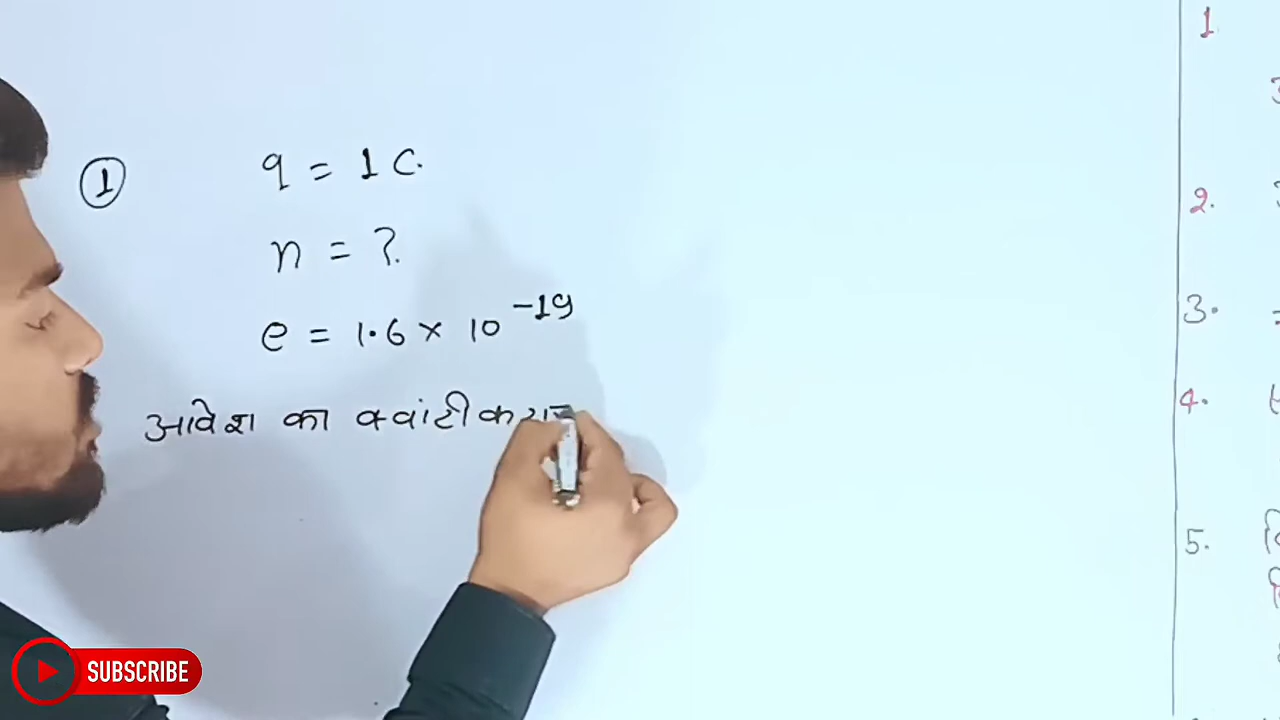 ① q = 1 C.
n = ?
e = 1.6 × 10⁻¹⁹
आवेश का क्वांटीकरण
1.
2.
3.
4.
5.
SUBSCRIBE